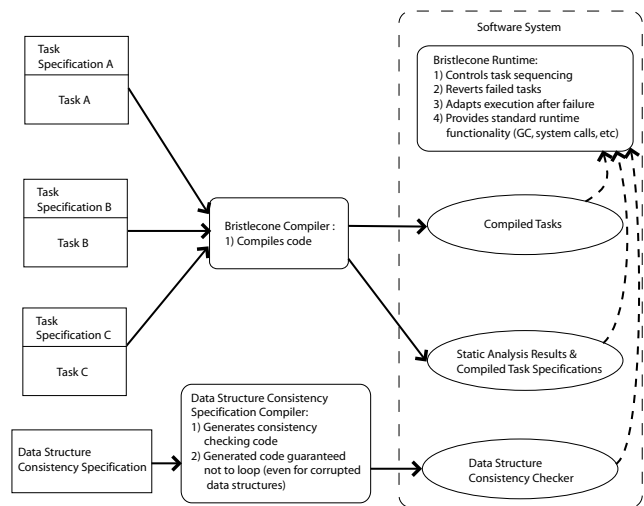 Software System
Task
Specification A
Task A
Bristlecone Runtime:
1) Controls task sequencing
2) Reverts failed tasks
3) Adapts execution after failure
4) Provides standard runtime
functionality (GC, system calls, etc)
Task
Specification B
Task B
Bristlecone Compiler :
1) Compiles code
Compiled Tasks
Task
Specification C
Task C
Static Analysis Results &
Compiled Task Specifications
Data Structure
Consistency Specification
Data Structure Consistency
Specification Compiler:
1) Generates consistency
checking code
2) Generated code guaranteed
not to loop (even for corrupted
data structures)
Data Structure
Consistency Checker